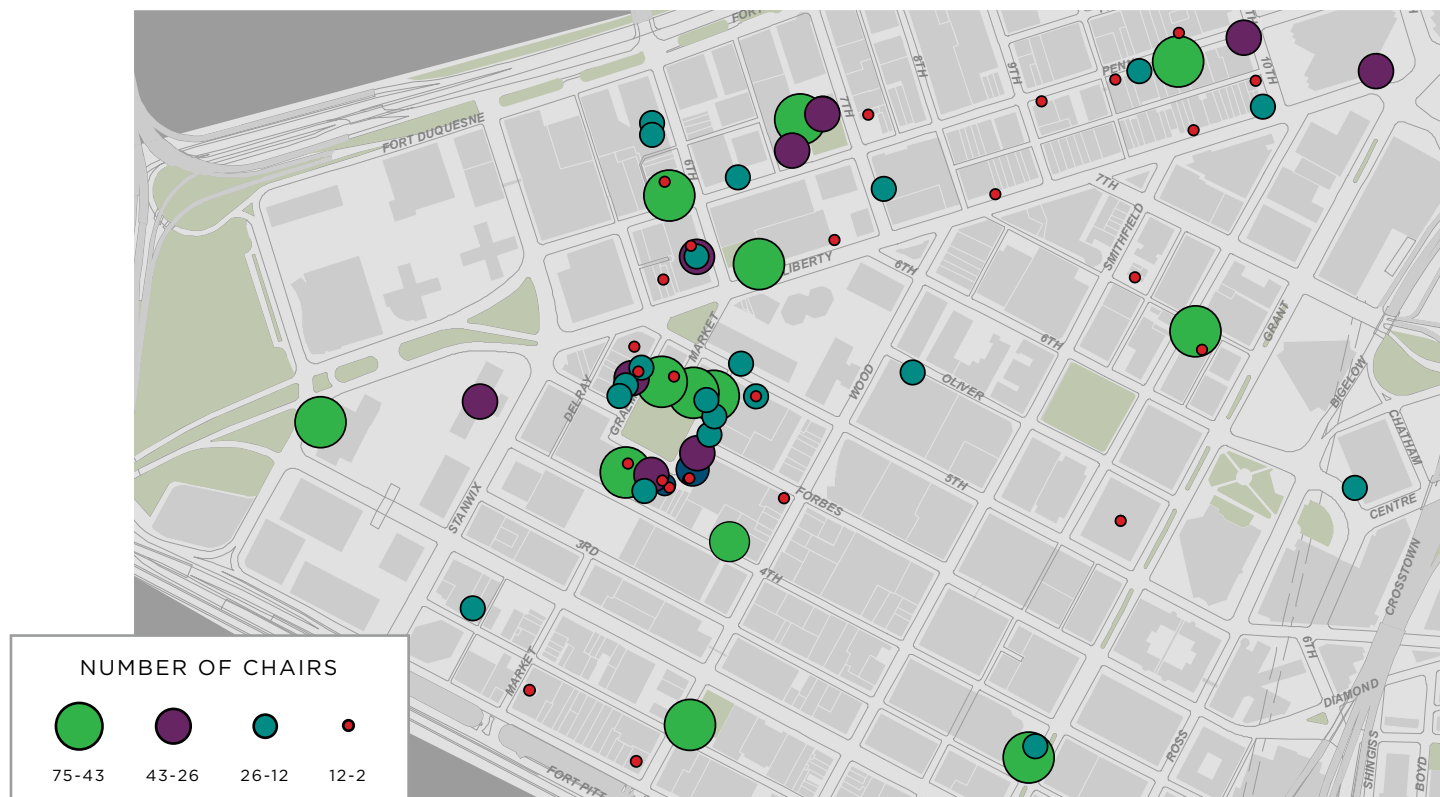 FORT
FORT DUQUESNE
6TH
7TH
8TH
9TH
PENN
10TH
7TH
LIBERTY
6TH
SMITHFIELD
6TH
GRANT
MARKET
DELRAY
WOOD
OLIVER
BIGELOW
CHATHAM
CENTRE
STANWIX
FORBES
5TH
3RD
4TH
CROSSTOWN
6TH
DIAMOND
MARKET
ROSS
SHINGISS
BOYD
FORT PITT
NUMBER OF CHAIRS
75-43
43-26
26-12
12-2